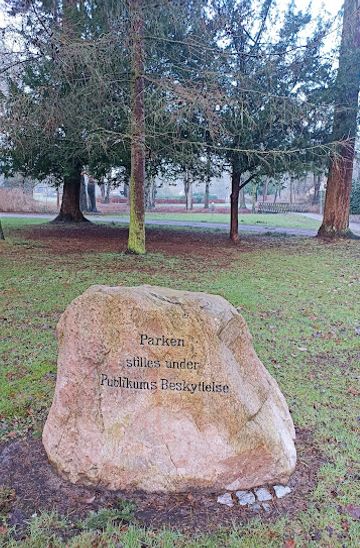 Parken
stilles under
Publikums Beskyttelse